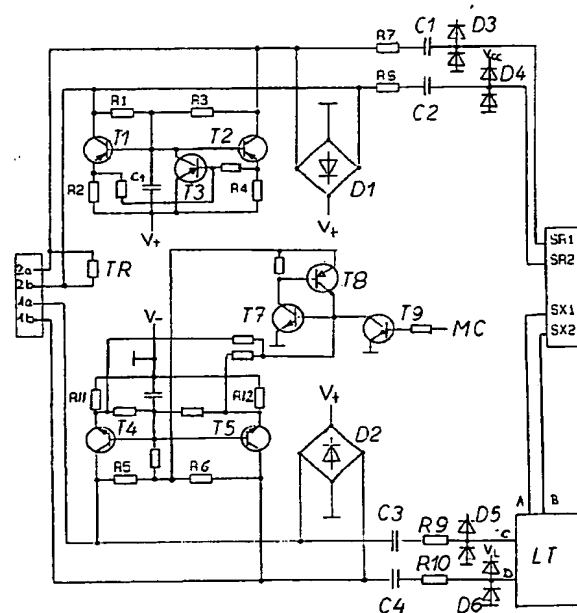 R7 C1 D3
Vcc
R8 C2 D4
R1 R3
T1 T2
C1 T3
R2 R4
D1
V+ V+
SR1
SR2
2a
2b
TR
1a
1b
T8
T7 T9 MC
SX1
SX2
V-
V+
R11 R12
T4 T5
D2
R5 R6
A B
C3 R9 D5
C
LT
R10
D
C4 D6